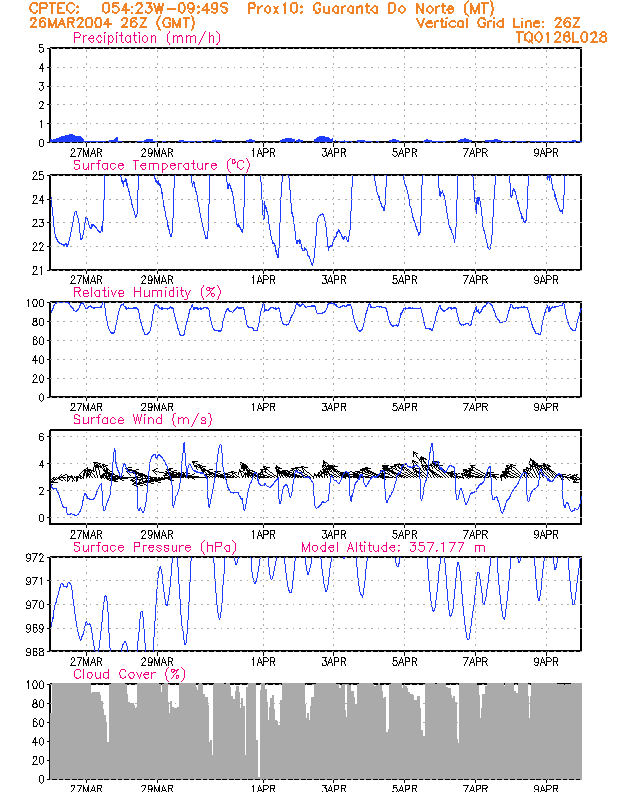 CPTEC: 054:23W-09:49S Prox10: Guaranta Do Norte (MT)
26MAR2004 26Z (GMT) Vertical Grid Line: 26Z
Precipitation (mm/h) TQ0126L028
5
4
3
2
1
0
27MAR 29MAR 1APR 3APR 5APR 7APR 9APR
Surface Temperature (ºC)
25
24
23
22
21
27MAR 29MAR 1APR 3APR 5APR 7APR 9APR
Relative Humidity (%)
100
80
60
40
20
0
27MAR 29MAR 1APR 3APR 5APR 7APR 9APR
Surface Wind (m/s)
6
4
2
0
27MAR 29MAR 1APR 3APR 5APR 7APR 9APR
Surface Pressure (hPa) Model Altitude: 357.177 m
972
971
970
969
968
27MAR 29MAR 1APR 3APR 5APR 7APR 9APR
Cloud Cover (%)
100
80
60
40
20
0
27MAR 29MAR 1APR 3APR 5APR 7APR 9APR